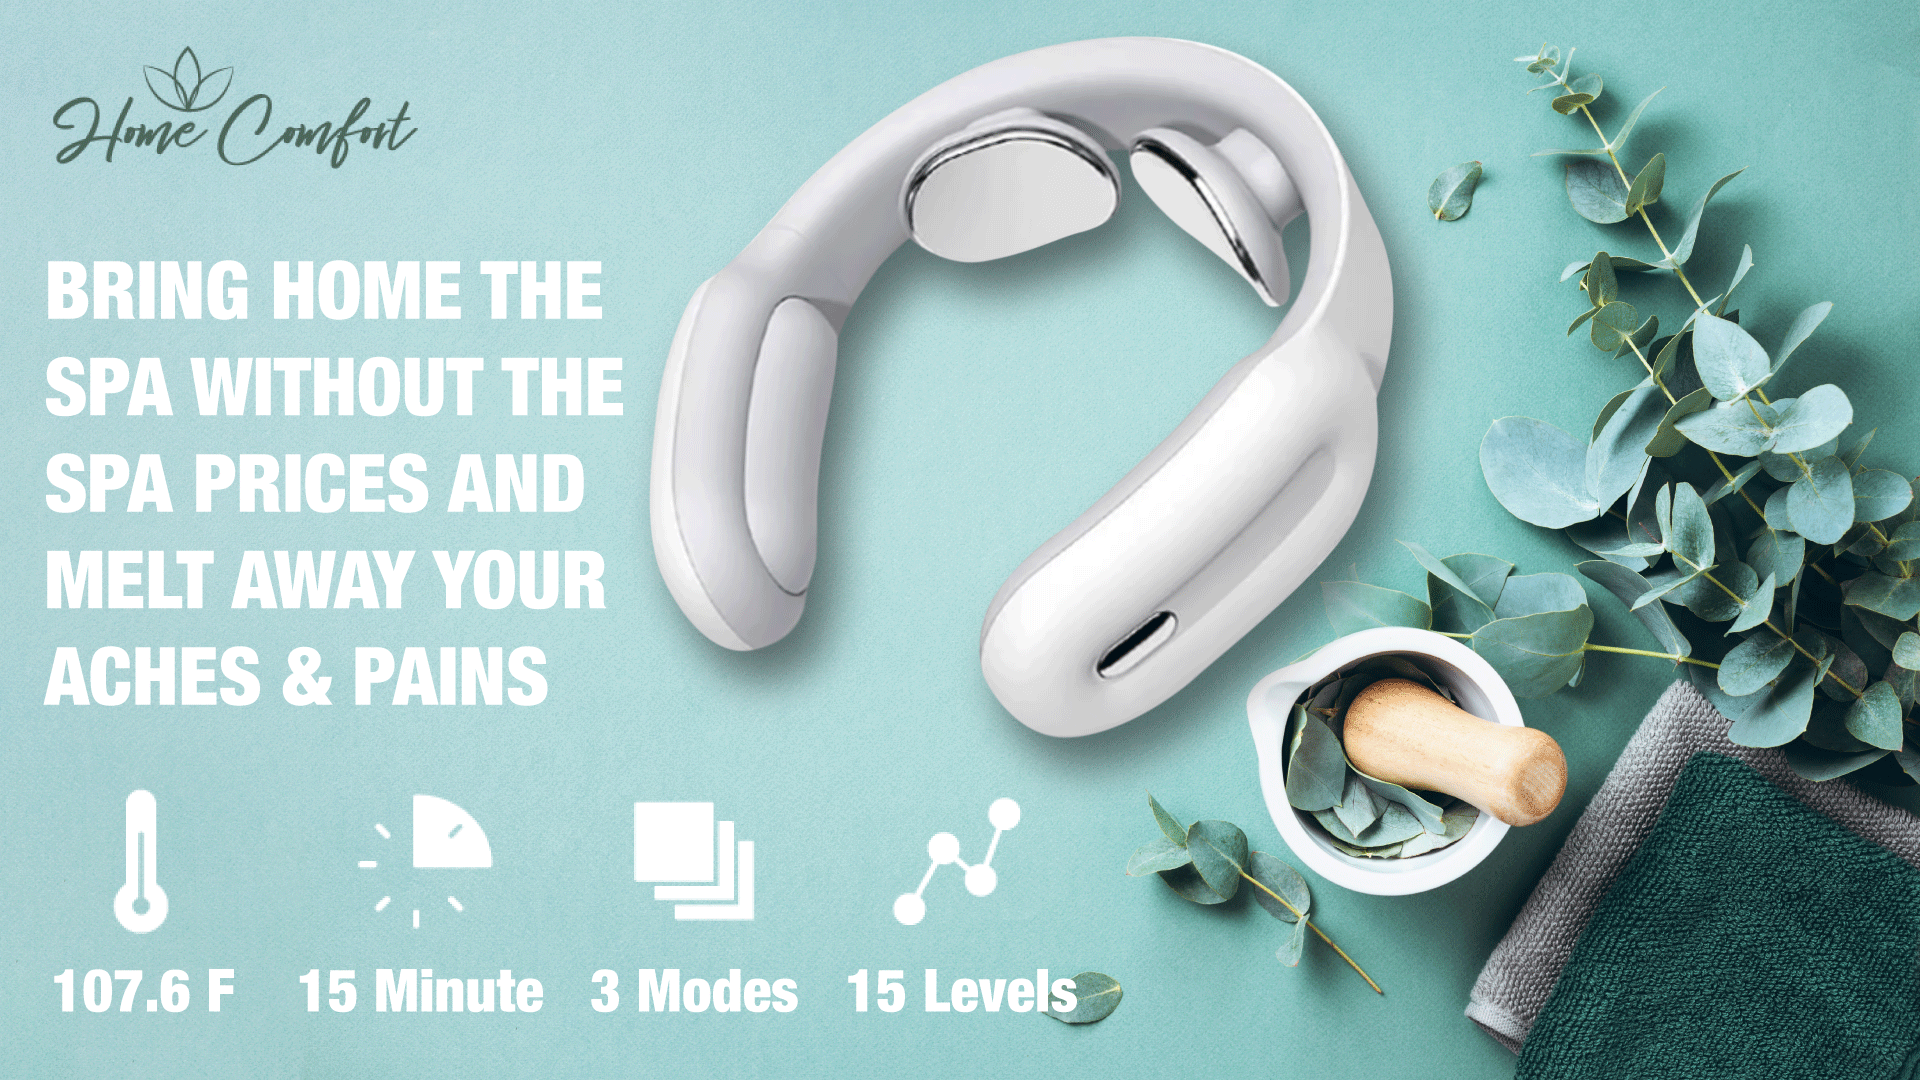 Home Comfort
BRING HOME THE
SPA WITHOUT THE
SPA PRICES AND
MELT AWAY YOUR
ACHES & PAINS
107.6 F
15 Minute
3 Modes
15 Levels